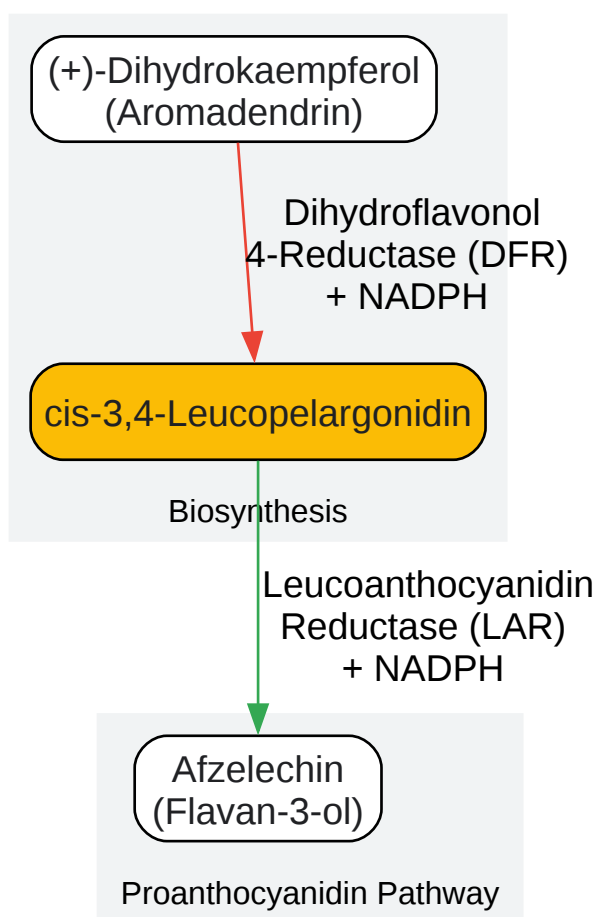 (+)-Dihydrokaempferol
(Aromadendrin)
Dihydroflavonol
4-Reductase (DFR)
+ NADPH
cis-3,4-Leucopelargonidin
Biosynthesis
Leucoanthocyanidin
Reductase (LAR)
+ NADPH
Afzelechin
(Flavan-3-ol)
Proanthocyanidin Pathway